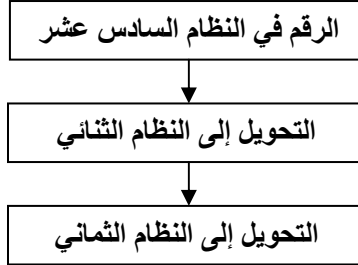 الرقم في النظام السادس عشر
التحويل إلى النظام الثنائي
التحويل إلى النظام الثماني